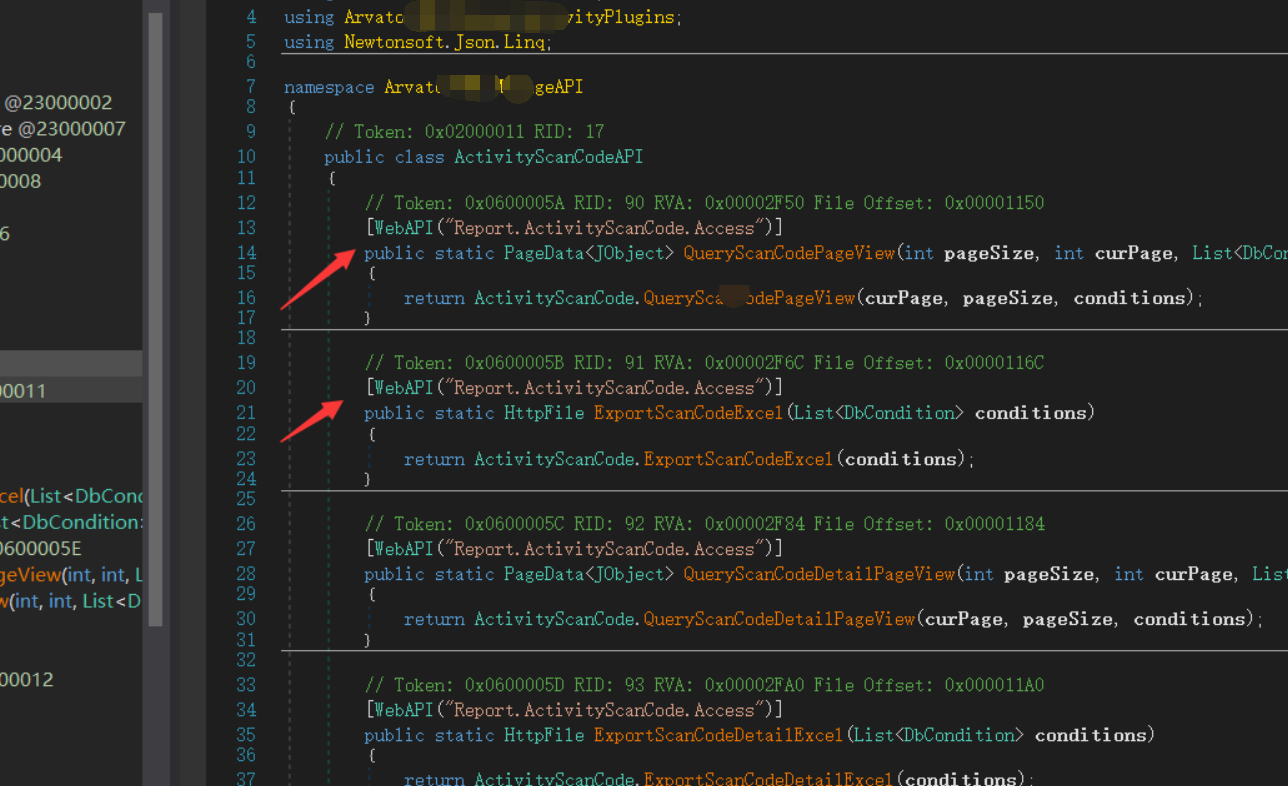 @23000002
re @23000007
000004
0008
6
00011
cel(List<DbCond
st<DbCondition
0600005E
geView(int, int, L
w(int, int, List<D
00012
4 using Arvato vityPlugins;
5 using Newtonsoft.Json.Linq;
6
7 namespace Arvato geAPI
8 {
9 // Token: 0x02000011 RID: 17
10 public class ActivityScanCodeAPI
11 {
12 // Token: 0x0600005A RID: 90 RVA: 0x00002F50 File Offset: 0x00001150
13 [WebAPI("Report.ActivityScanCode.Access")]
14 public static PageData<JObject> QueryScanCodePageView(int pageSize, int curPage, List<DbCon
15 {
16 return ActivityScanCode.QuerySca odePageView(curPage, pageSize, conditions);
17 }
18
19 // Token: 0x0600005B RID: 91 RVA: 0x00002F6C File Offset: 0x0000116C
20 [WebAPI("Report.ActivityScanCode.Access")]
21 public static HttpFile ExportScanCodeExcel(List<DbCondition> conditions)
22 {
23 return ActivityScanCode.ExportScanCodeExcel(conditions);
24 }
25
26 // Token: 0x0600005C RID: 92 RVA: 0x00002F84 File Offset: 0x00001184
27 [WebAPI("Report.ActivityScanCode.Access")]
28 public static PageData<JObject> QueryScanCodeDetailPageView(int pageSize, int curPage, List
29 {
30 return ActivityScanCode.QueryScanCodeDetailPageView(curPage, pageSize, conditions);
31 }
32
33 // Token: 0x0600005D RID: 93 RVA: 0x00002FA0 File Offset: 0x000011A0
34 [WebAPI("Report.ActivityScanCode.Access")]
35 public static HttpFile ExportScanCodeDetailExcel(List<DbCondition> conditions)
36 {
37 return ActivityScanCode.ExportScanCodeDetailExcel(conditions);